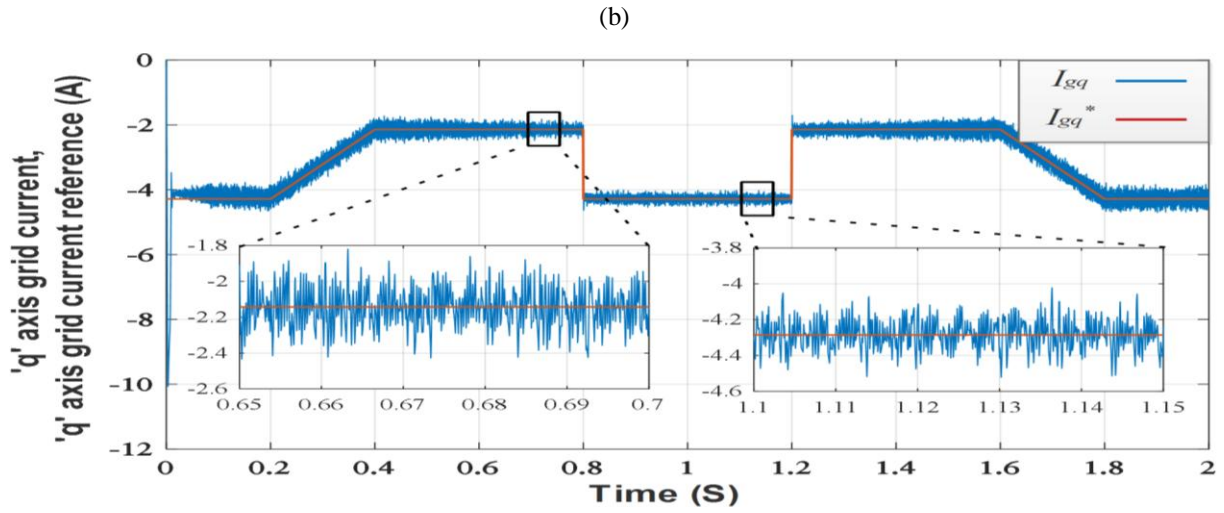 (b)
'q' axis grid current,
'q' axis grid current reference (A)
0
-2
-4
-6
-8
-10
-12
I_gq
I_gq*
-1.8
-2
-2.2
-2.4
-2.6
0.65 0.66 0.67 0.68 0.69 0.7
-3.8
-4
-4.2
-4.4
-4.6
1.1 1.11 1.12 1.13 1.14 1.15
0 0.2 0.4 0.6 0.8 1 1.2 1.4 1.6 1.8 2
Time (S)